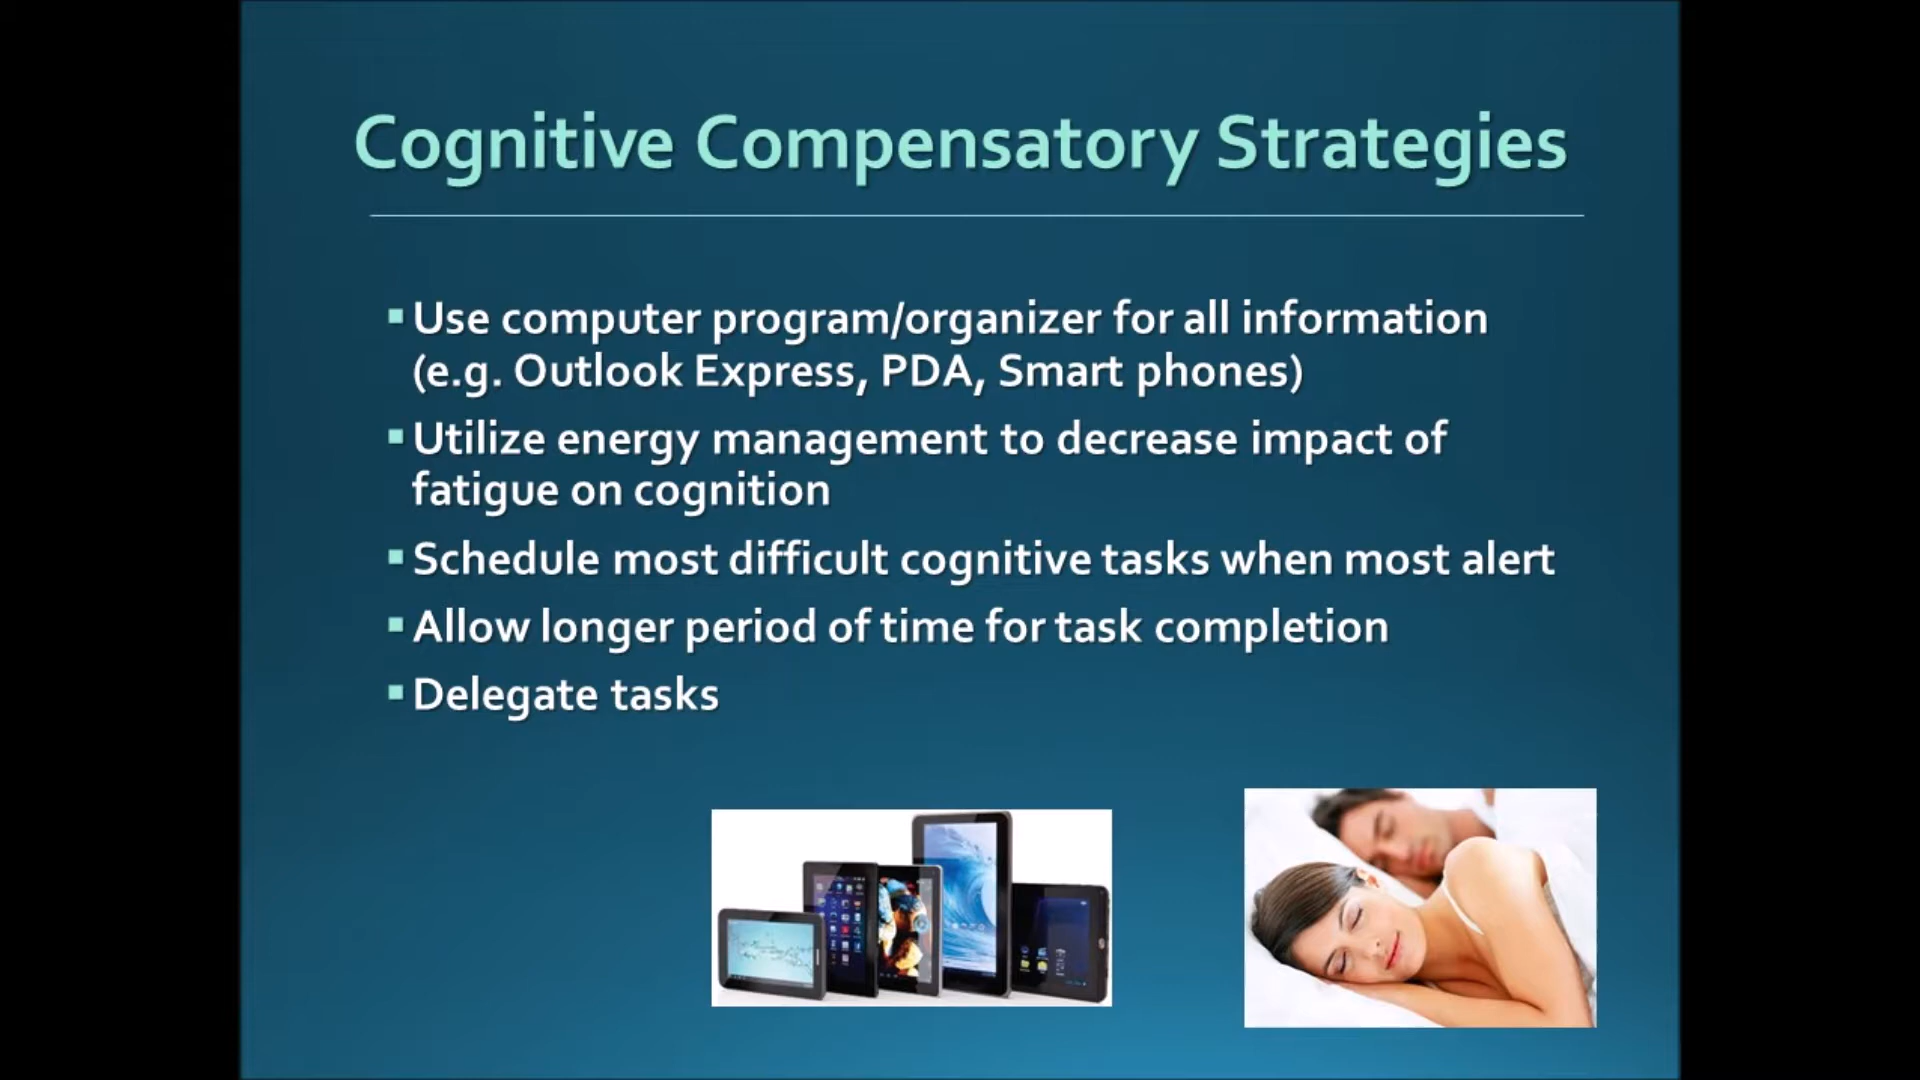 Cognitive Compensatory Strategies
Use computer program/organizer for all information
(e.g. Outlook Express, PDA, Smart phones)
Utilize energy management to decrease impact of
fatigue on cognition
Schedule most difficult cognitive tasks when most alert
Allow longer period of time for task completion
Delegate tasks